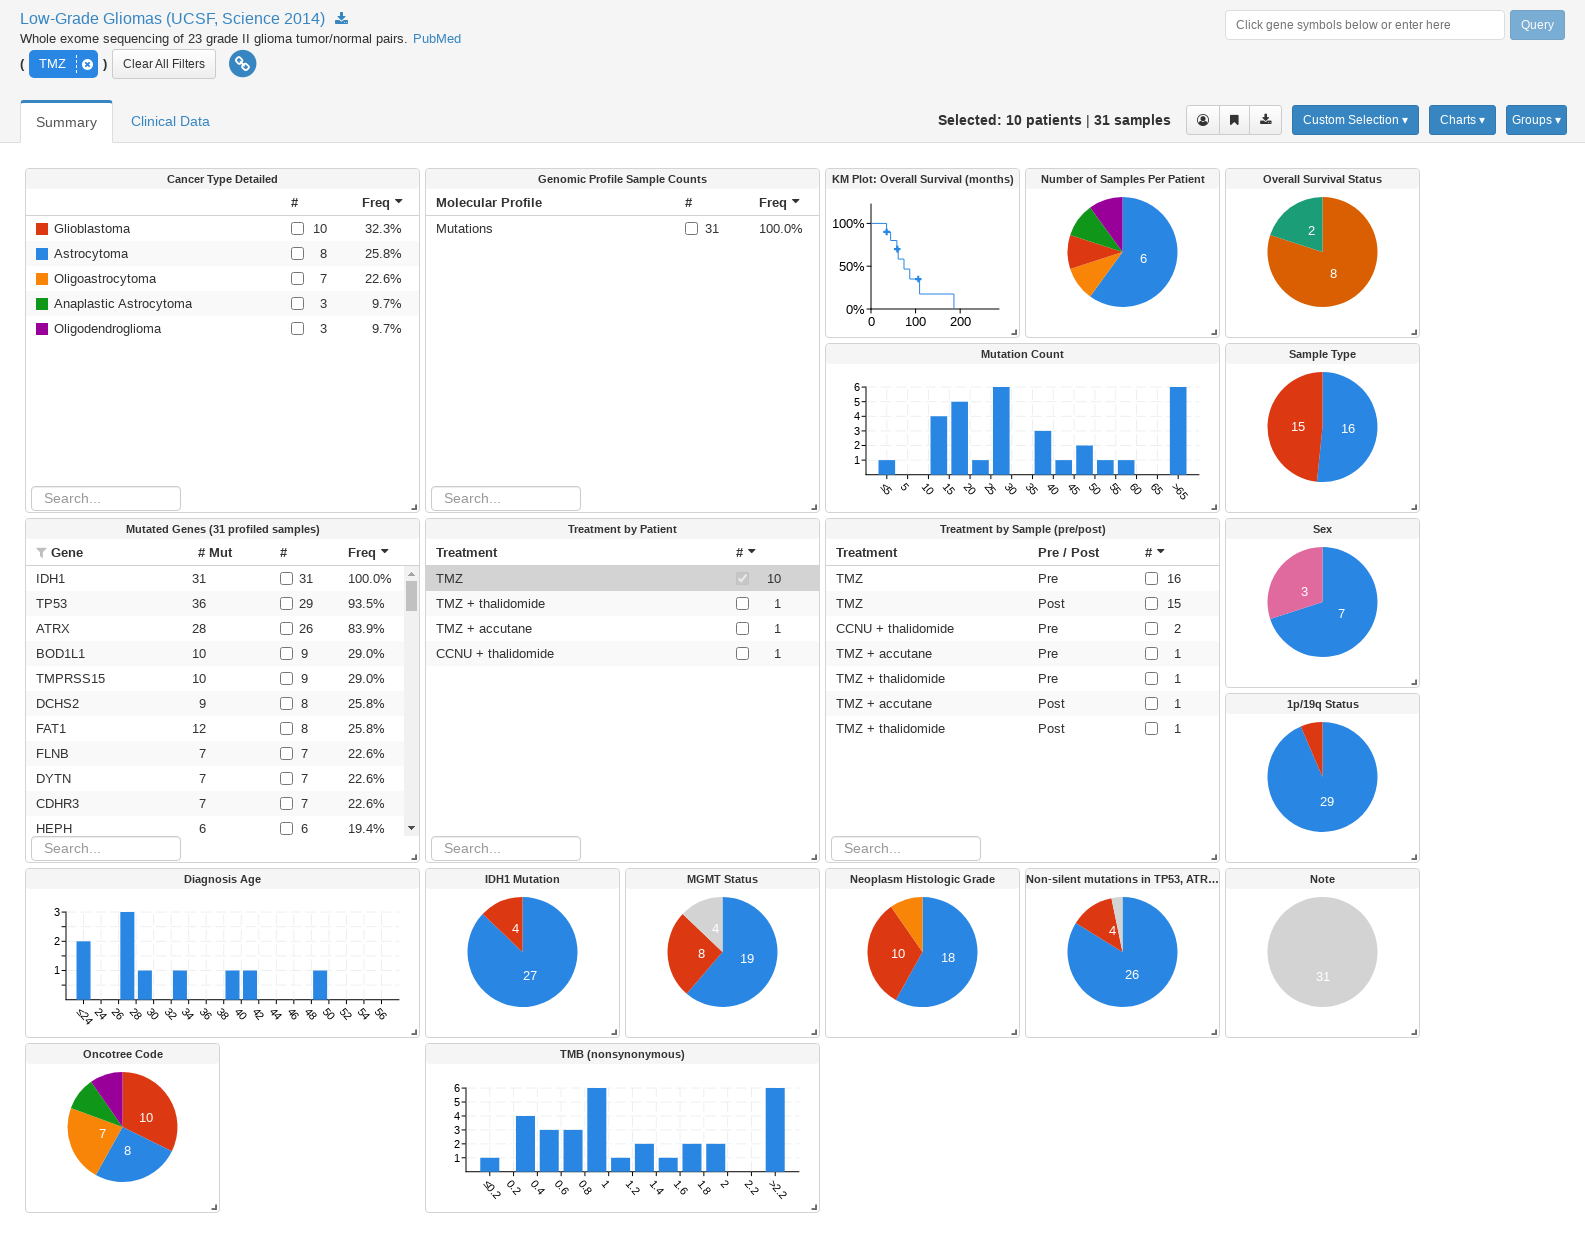 Low-Grade Gliomas (UCSF, Science 2014)
Click gene symbols below or enter here
Query
Whole exome sequencing of 23 grade II glioma tumor/normal pairs. PubMed
( TMZ ) Clear All Filters
Summary
Clinical Data
Selected: 10 patients | 31 samples
Custom Selection ▾
Charts ▾
Groups ▾
Cancer Type Detailed
# Freq
Glioblastoma 10 32.3%
Astrocytoma 8 25.8%
Oligoastrocytoma 7 22.6%
Anaplastic Astrocytoma 3 9.7%
Oligodendroglioma 3 9.7%
Search...
Genomic Profile Sample Counts
Molecular Profile # Freq
Mutations 31 100.0%
Search...
KM Plot: Overall Survival (months)
100%
50%
0%
0 100 200
Number of Samples Per Patient
6
Overall Survival Status
2
8
Mutation Count
6
5
4
3
2
1
≤5 5 10 15 20 25 30 35 40 45 50 55 60 65 >65
Sample Type
15 16
Mutated Genes (31 profiled samples)
Gene # Mut # Freq
IDH1 31 31 100.0%
TP53 36 29 93.5%
ATRX 28 26 83.9%
BOD1L1 10 9 29.0%
TMPRSS15 10 9 29.0%
DCHS2 9 8 25.8%
FAT1 12 8 25.8%
FLNB 7 7 22.6%
DYTN 7 7 22.6%
CDHR3 7 7 22.6%
HEPH 6 6 19.4%
Search...
Treatment by Patient
Treatment #
TMZ 10
TMZ + thalidomide 1
TMZ + accutane 1
CCNU + thalidomide 1
Search...
Treatment by Sample (pre/post)
Treatment Pre / Post #
TMZ Pre 16
TMZ Post 15
CCNU + thalidomide Pre 2
TMZ + accutane Pre 1
TMZ + thalidomide Pre 1
TMZ + accutane Post 1
TMZ + thalidomide Post 1
Search...
Sex
3
7
1p/19q Status
29
Diagnosis Age
3
2
1
≤24 24 26 28 30 32 34 36 38 40 42 44 46 48 50 52 54 56
IDH1 Mutation
4
27
MGMT Status
4
8 19
Neoplasm Histologic Grade
10 18
Non-silent mutations in TP53, ATR...
4
26
Note
31
Oncotree Code
10
7
8
TMB (nonsynonymous)
6
5
4
3
2
1
≤0.2 0.2 0.4 0.6 0.8 1 1.2 1.4 1.6 1.8 2 2.2 >2.2